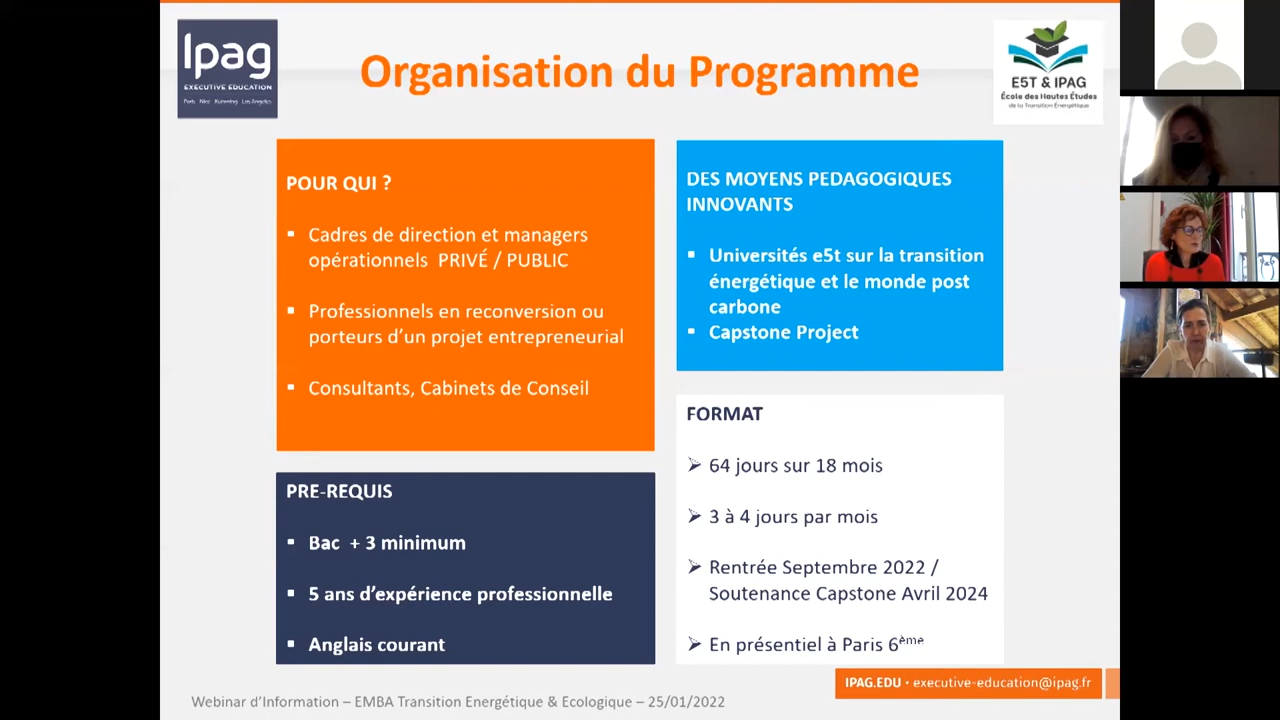 Ipag
EXECUTIVE EDUCATION
Paris Nice Kunming Los Angeles
Organisation du Programme
E5T & IPAG
École des Hautes Études
de la Transition Énergétique
POUR QUI ?
▪ Cadres de direction et managers
opérationnels PRIVÉ / PUBLIC
▪ Professionnels en reconversion ou
porteurs d’un projet entrepreneurial
▪ Consultants, Cabinets de Conseil
PRE-REQUIS
▪ Bac + 3 minimum
▪ 5 ans d’expérience professionnelle
▪ Anglais courant
DES MOYENS PEDAGOGIQUES
INNOVANTS
▪ Universités e5t sur la transition
énergétique et le monde post
carbone
▪ Capstone Project
FORMAT
➢ 64 jours sur 18 mois
➢ 3 à 4 jours par mois
➢ Rentrée Septembre 2022 /
Soutenance Capstone Avril 2024
➢ En présentiel à Paris 6ème
IPAG.EDU • executive-education@ipag.fr
Webinar d’Information – EMBA Transition Energétique & Ecologique – 25/01/2022